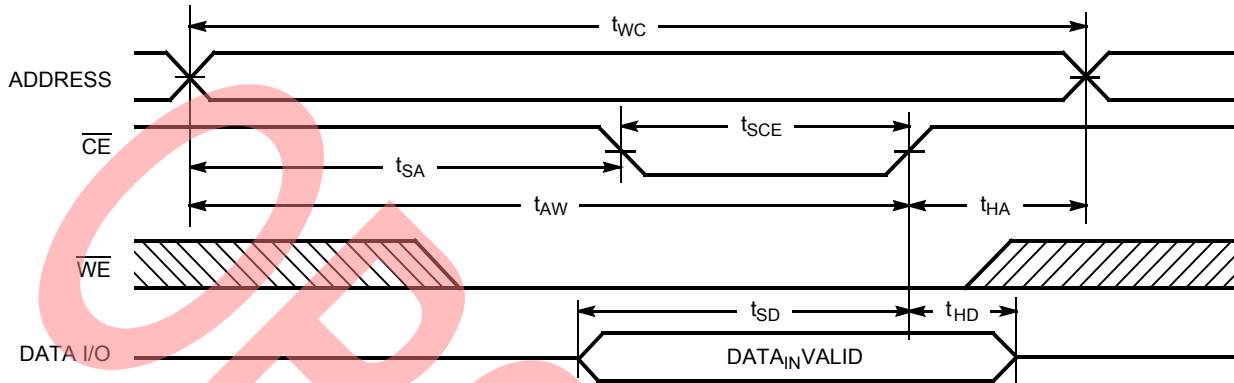 tWC
ADDRESS
CE
tSCE
tSA
tAW
tHA
WE
tSD
tHD
DATA I/O
DATAINVALID